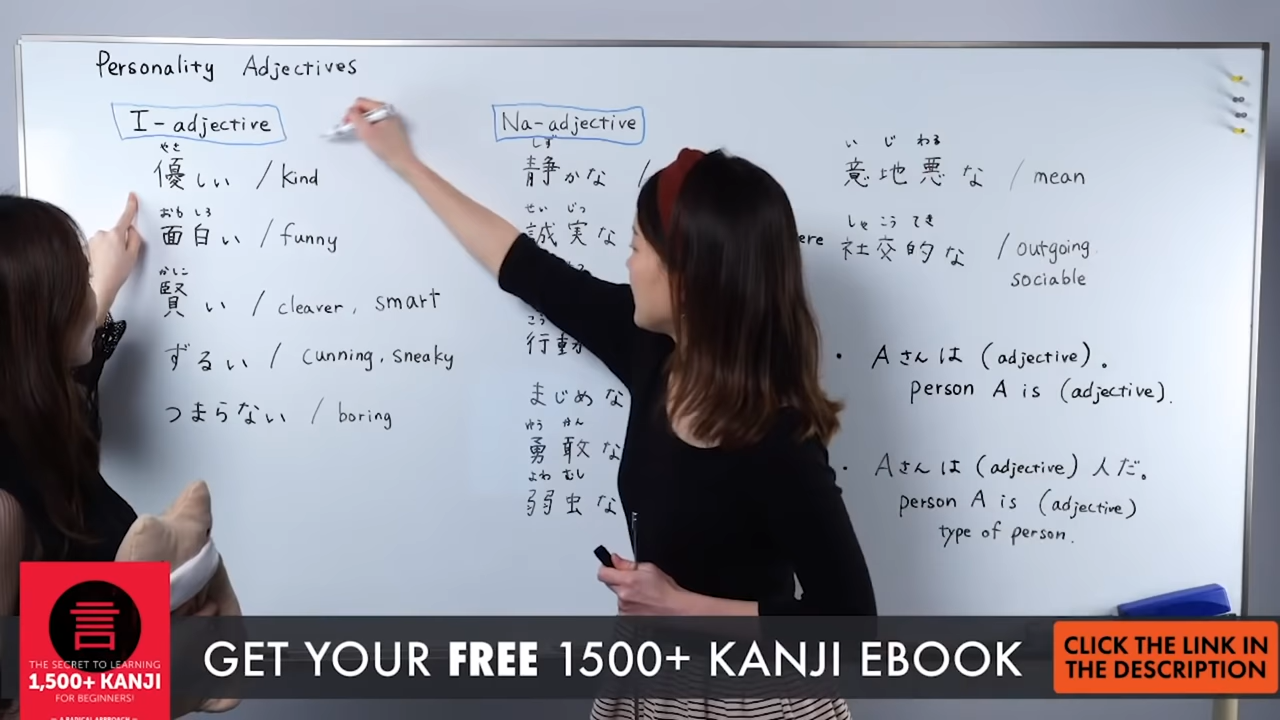 Personality Adjectives
I-adjective
やさ
優しい / kind
おも しろ
面白い / funny
かしこ
賢い / cleaver, smart
ずるい / cunning, sneaky
つまらない / boring
Na-adjective
しず
静かな /
せい じつ
誠実な
ere
こう
行動
まじめな
ゆう かん
勇敢な
よわ むし
弱虫な
い じ わる
意地悪な / mean
しゃ こう てき
社交的な / outgoing
sociable
・ Aさんは (adjective)。
person A is (adjective).
・ Aさんは (adjective) 人だ。
person A is (adjective)
type of person.
言
THE SECRET TO LEARNING
1,500+ KANJI
FOR BEGINNERS!
- A RADICAL APPROACH -
GET YOUR FREE 1500+ KANJI EBOOK
CLICK THE LINK IN
THE DESCRIPTION